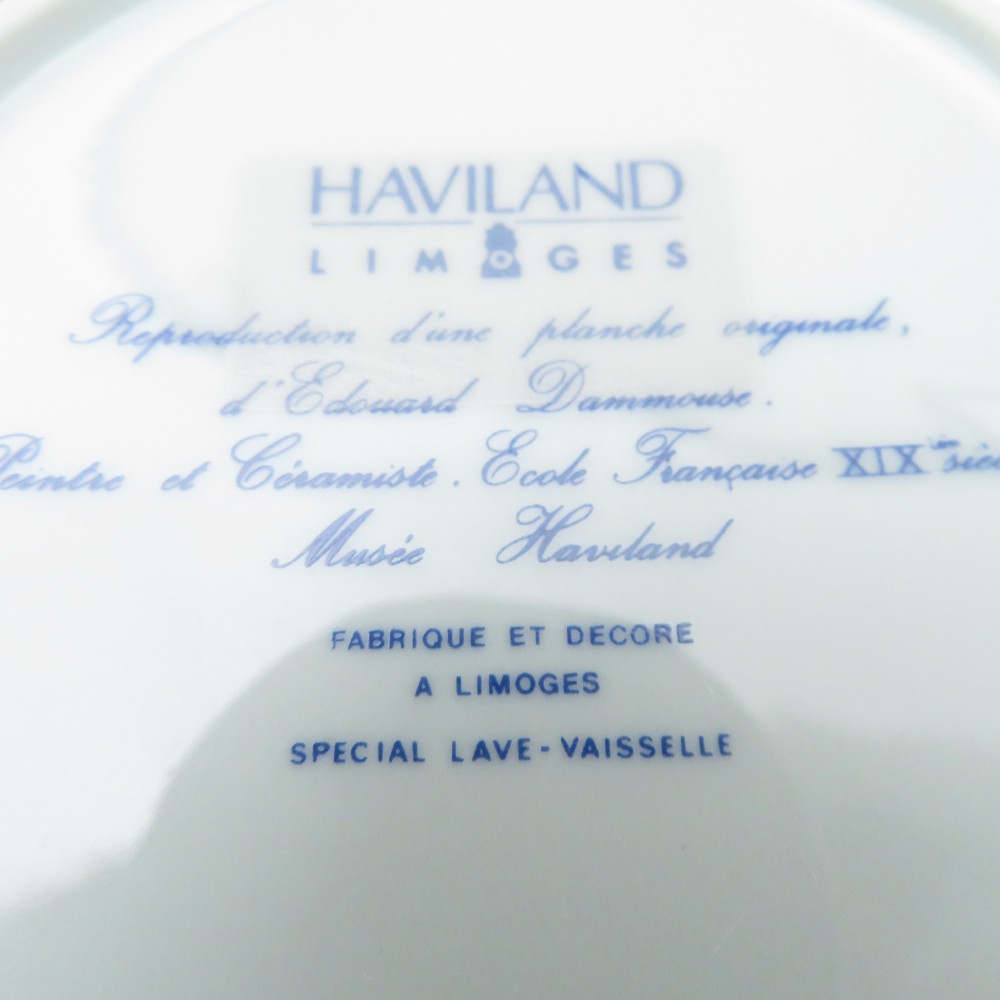 HAVILAND
LIMOGES
Reproduction d'une planche originale,
d'Edouard Dammouse.
Peintre et Céramiste. Ecole Française XIX
Musée Haviland
FABRIQUE ET DECORE
A LIMOGES
SPECIAL LAVE-VAISSELLE